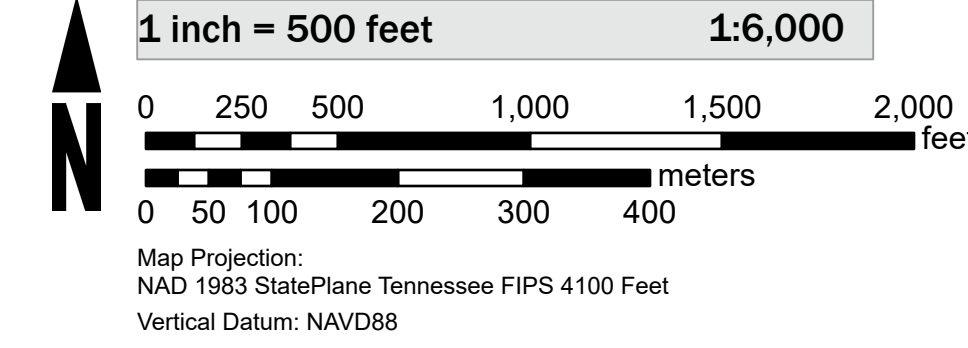 1 inch = 500 feet 1:6,000
0 250 500 1,000 1,500 2,000
feet
meters
0 50 100 200 300 400
N
Map Projection:
NAD 1983 StatePlane Tennessee FIPS 4100 Feet
Vertical Datum: NAVD88